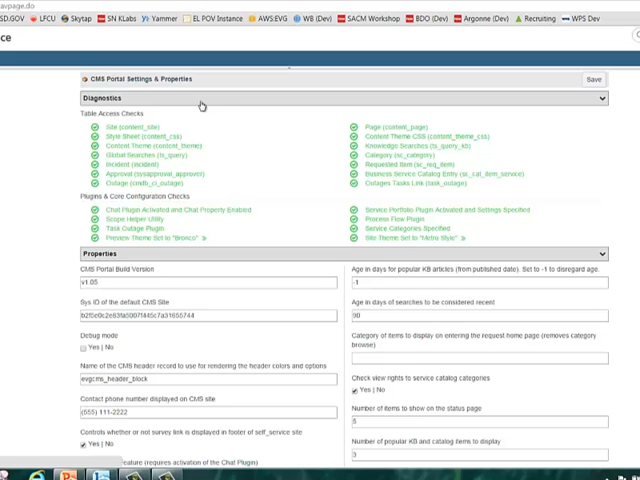 avpage.do
SD.GOV LFCU Skytap SN KLabs Yammer EL POV Instance AWS.EVG WB (Dev) SACM Workshop BDO (Dev) Argonne (Dev) Recruiting WPS Dev
ce
CMS Portal Settings & Properties Save
Diagnostics
Table Access Checks
Site (content_site) Page (content_page)
Style Sheet (content_css) Content Theme CSS (content_theme_css)
Content Theme (content_theme) Knowledge Searches (ts_query_kb)
Global Searches (ts_query) Category (sc_category)
Incident (incident) Requested Item (sc_req_item)
Approval (sysapproval_approver) Business Service Catalog Entry (sc_cat_item_service)
Outage (cmdb_ci_outage) Outages Tasks Link (task_outage)
Plugins & Core Configuration Checks
Chat Plugin Activated and Chat Property Enabled Service Portfolio Plugin Activated and Settings Specified
Scope Helper Utility Process Flow Plugin
Task Outage Plugin Service Categories Specified
Preview Theme Set to "Broncs" Site Theme Set to "Metro Style"
Properties
CMS Portal Build Version Age in days for popular KB articles (from published date). Set to -1 to disregard age.
v1.05 -1
Sys ID of the default CMS Site Age in days of searches to be considered recent
90
Debug mode Category of items to display on entering the request home page (removes category browse)
Yes | No
Name of the CMS header record to use for rendering the header colors and options Check view rights to service catalog categories
evgcms_header_block Yes | No
Contact phone number displayed on CMS site Number of items to show on the status page
(555) 111-2222 5
Controls whether or not survey link is displayed in footer of self_service site Number of popular KB and catalog items to display
Yes | No 3
eature (requires activation of the Chat Plugin)